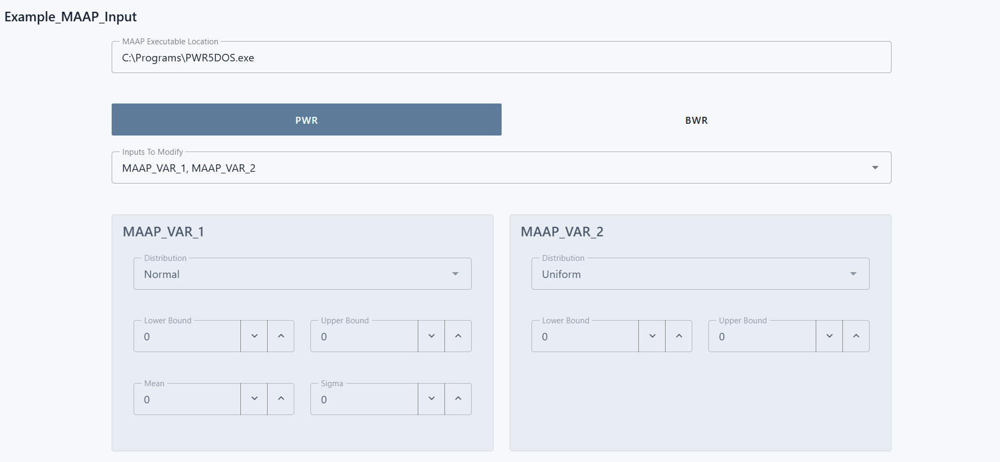 Example_MAAP_Input
MAAP Executable Location
C:\Programs\PWR5DOS.exe
PWR
BWR
Inputs To Modify
MAAP_VAR_1, MAAP_VAR_2
MAAP_VAR_1
Distribution
Normal
Lower Bound
0
Upper Bound
0
Mean
0
Sigma
0
MAAP_VAR_2
Distribution
Uniform
Lower Bound
0
Upper Bound
0